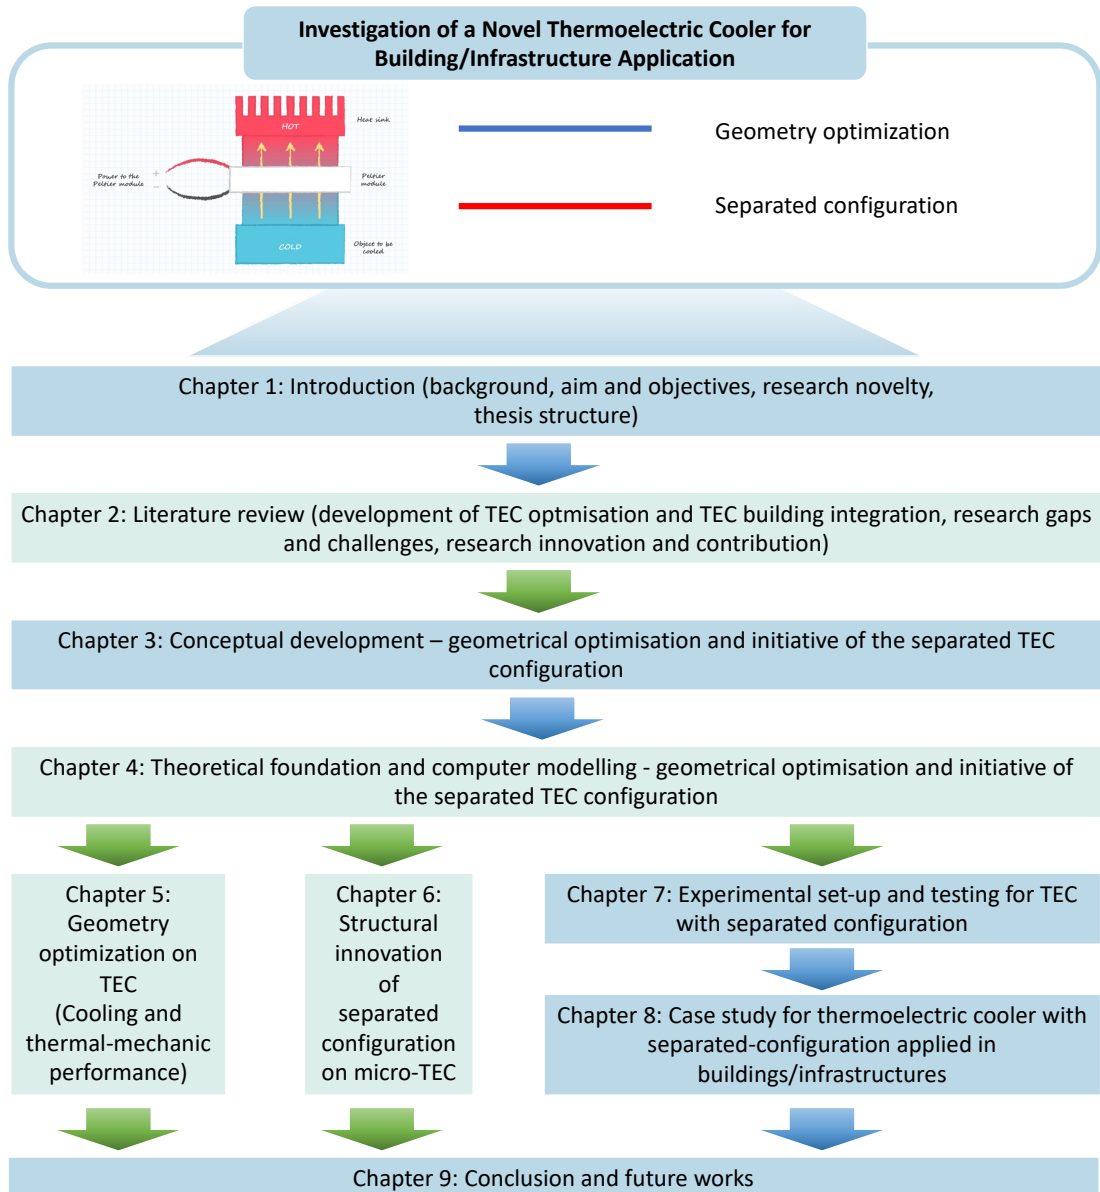 Investigation of a Novel Thermoelectric Cooler for
Building/Infrastructure Application
HOT
Heat sink
Power to the
Peltier module
+
−
Peltier
module
COLD
Object to be
cooled
Geometry optimization
Separated configuration
Chapter 1: Introduction (background, aim and objectives, research novelty,
thesis structure)
Chapter 2: Literature review (development of TEC optmisation and TEC building integration, research gaps
and challenges, research innovation and contribution)
Chapter 3: Conceptual development – geometrical optimisation and initiative of the separated TEC
configuration
Chapter 4: Theoretical foundation and computer modelling - geometrical optimisation and initiative of
the separated TEC configuration
Chapter 5:
Geometry
optimization on
TEC
(Cooling and
thermal-mechanic
performance)
Chapter 6:
Structural
innovation
of
separated
configuration
on micro-TEC
Chapter 7: Experimental set-up and testing for TEC
with separated configuration
Chapter 8: Case study for thermoelectric cooler with
separated-configuration applied in
buildings/infrastructures
Chapter 9: Conclusion and future works